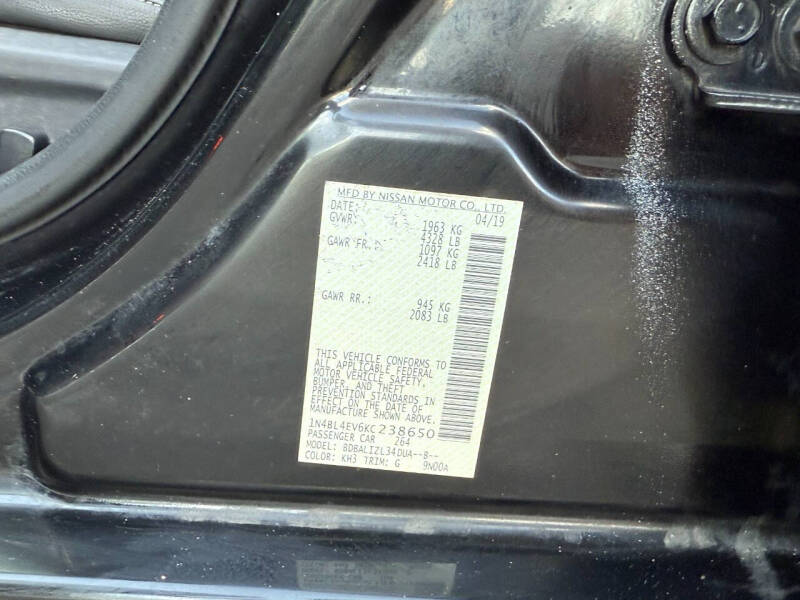 MFD BY NISSAN MOTOR CO., LTD.
DATE: 04/19
GVWR: 1963 KG
4328 LB
GAWR FR.: 1097 KG
2418 LB
GAWR RR.: 945 KG
2083 LB
THIS VEHICLE CONFORMS TO
ALL APPLICABLE FEDERAL
MOTOR VEHICLE SAFETY,
BUMPER, AND THEFT
PREVENTION STANDARDS IN
EFFECT ON THE DATE OF
MANUFACTURE SHOWN ABOVE.
1N4BL4EV6KC238650
PASSENGER CAR 264
MODEL: BDBALIZL34DUA--B--
COLOR: KH3 TRIM: G 9N00A